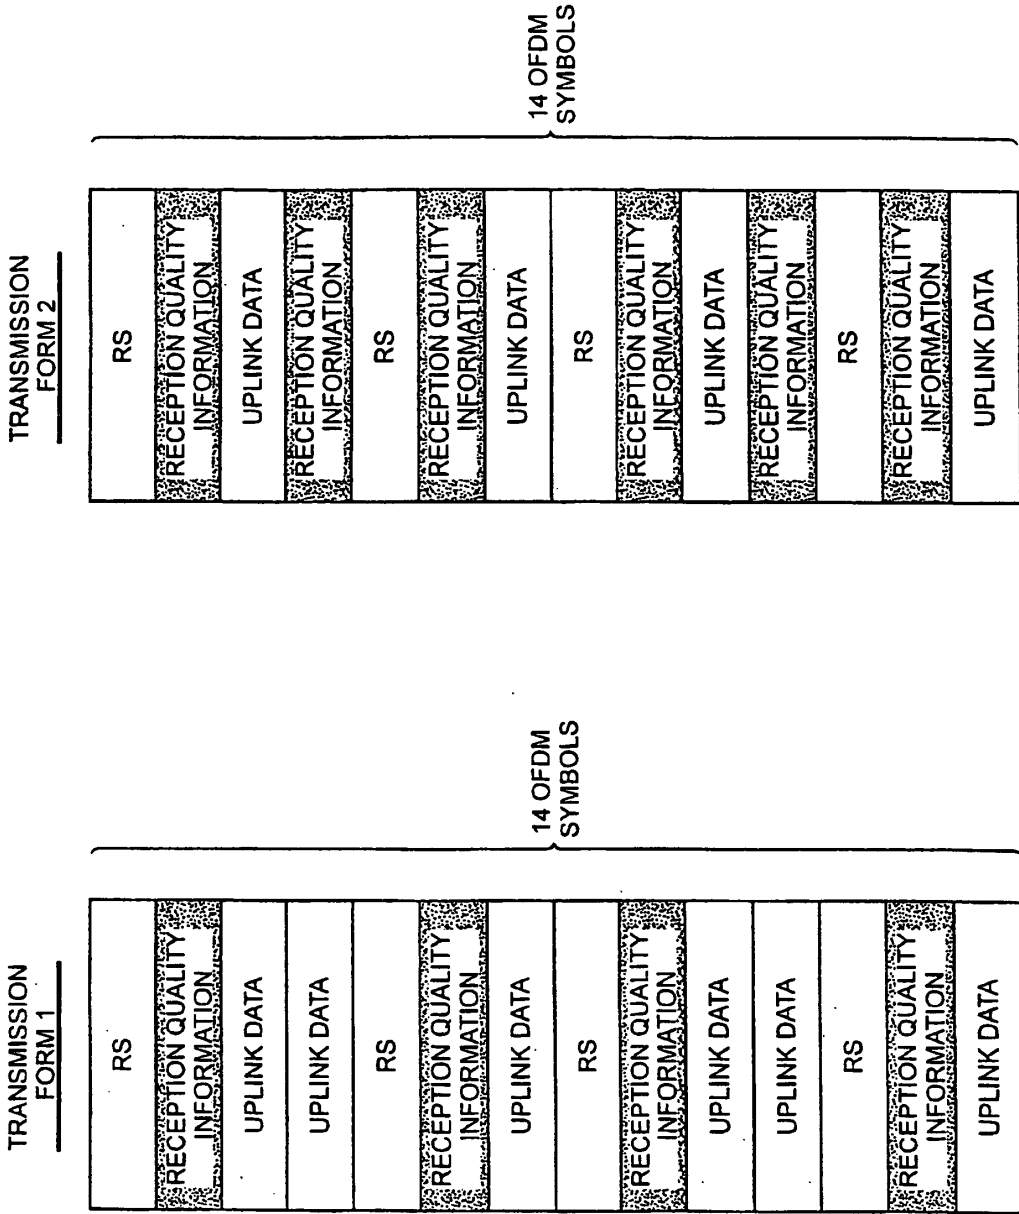 TRANSMISSION
FORM 1
RS
RECEPTION QUALITY
INFORMATION
UPLINK DATA
UPLINK DATA
RS
RECEPTION QUALITY
INFORMATION
UPLINK DATA
RS
RECEPTION QUALITY
INFORMATION
UPLINK DATA
UPLINK DATA
RS
RECEPTION QUALITY
INFORMATION
UPLINK DATA
14 OFDM
SYMBOLS
TRANSMISSION
FORM 2
RS
RECEPTION QUALITY
INFORMATION
UPLINK DATA
RECEPTION QUALITY
INFORMATION
RS
RECEPTION QUALITY
INFORMATION
UPLINK DATA
RS
RECEPTION QUALITY
INFORMATION
UPLINK DATA
RECEPTION QUALITY
INFORMATION
RS
RECEPTION QUALITY
INFORMATION
UPLINK DATA
14 OFDM
SYMBOLS